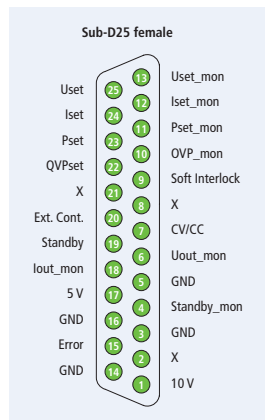 Sub-D25 female
13 Uset_mon
Uset 25
12 Iset_mon
Iset 24
11 Pset_mon
Pset 23
10 OVP_mon
QVPset 22
9 Soft Interlock
X 21
8 X
Ext. Cont. 20
7 CV/CC
Standby 19
6 Uout_mon
Iout_mon 18
5 GND
5 V 17
4 Standby_mon
GND 16
3 GND
Error 15
2 X
GND 14
1 10 V